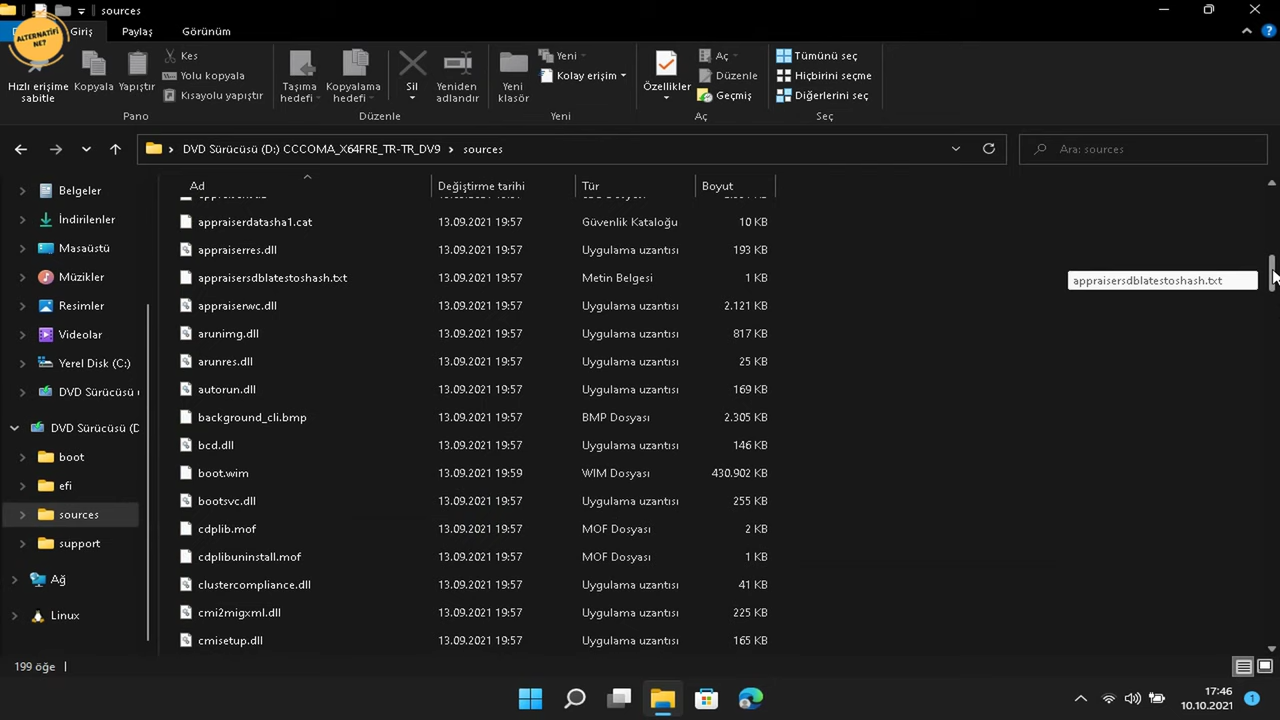 sources
ALTERNATİFİ
NE?
Giriş
Paylaş
Görünüm
Hızlı erişime
sabitle
Kopyala
Yapıştır
Kes
Yolu kopyala
Kısayolu yapıştır
Pano
Taşıma
hedefi
Kopyalama
hedefi
Sil
Yeniden
adlandır
Düzenle
Yeni
klasör
Yeni
Kolay erişim
Yeni
Özellikler
Aç
Düzenle
Geçmiş
Aç
Tümünü seç
Hiçbirini seçme
Diğerlerini seç
Seç
DVD Sürücüsü (D:) CCCOMA_X64FRE_TR-TR_DV9 › sources
Ara: sources
Belgeler
İndirilenler
Masaüstü
Müzikler
Resimler
Videolar
Yerel Disk (C:)
DVD Sürücüsü
DVD Sürücüsü (D
boot
efi
sources
support
Ağ
Linux
Ad Değiştirme tarihi Tür Boyut
appraiserdatasha1.cat 13.09.2021 19:57 Güvenlik Kataloğu 10 KB
appraiserres.dll 13.09.2021 19:57 Uygulama uzantısı 193 KB
appraisersdblatestoshash.txt 13.09.2021 19:57 Metin Belgesi 1 KB
appraiserwc.dll 13.09.2021 19:57 Uygulama uzantısı 2.121 KB
arunimg.dll 13.09.2021 19:57 Uygulama uzantısı 817 KB
arunres.dll 13.09.2021 19:57 Uygulama uzantısı 25 KB
autorun.dll 13.09.2021 19:57 Uygulama uzantısı 169 KB
background_cli.bmp 13.09.2021 19:57 BMP Dosyası 2.305 KB
bcd.dll 13.09.2021 19:57 Uygulama uzantısı 146 KB
boot.wim 13.09.2021 19:59 WIM Dosyası 430.902 KB
bootsvc.dll 13.09.2021 19:57 Uygulama uzantısı 255 KB
cdplib.mof 13.09.2021 19:57 MOF Dosyası 2 KB
cdplibuninstall.mof 13.09.2021 19:57 MOF Dosyası 1 KB
clustercompliance.dll 13.09.2021 19:57 Uygulama uzantısı 41 KB
cmi2migxml.dll 13.09.2021 19:57 Uygulama uzantısı 225 KB
cmisetup.dll 13.09.2021 19:57 Uygulama uzantısı 165 KB
appraisersdblatestoshash.txt
199 öğe
17:46
10.10.2021
1